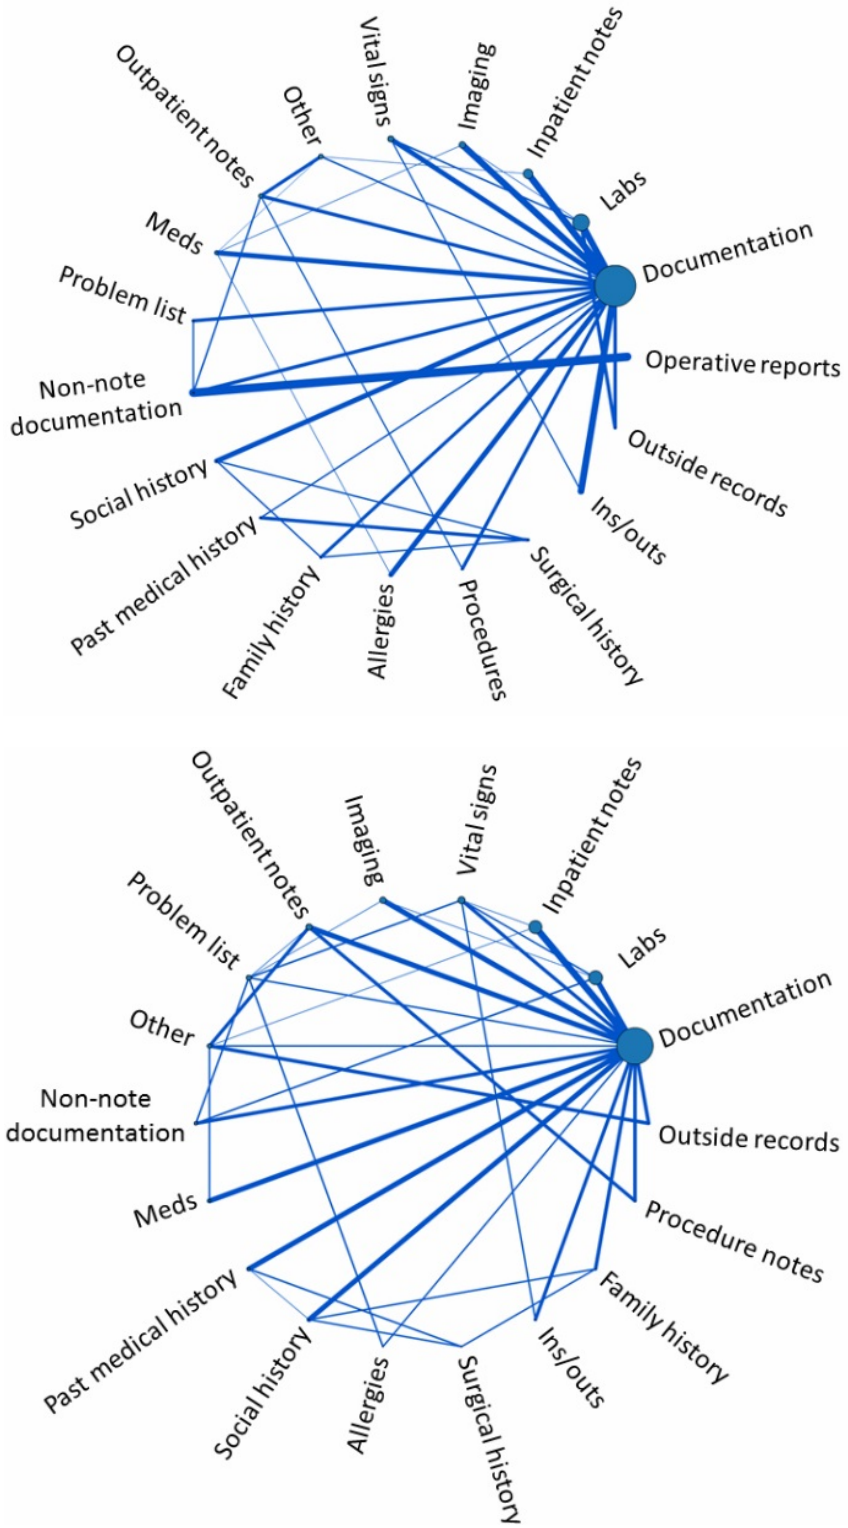 Vital signs
Imaging
Inpatient notes
Outpatient notes
Other
Labs
Meds
Documentation
Problem list
Operative reports
Non-note
documentation
Outside records
Social history
Ins/outs
Past medical history
Surgical history
Family history
Allergies
Procedures
Outpatient notes
Imaging
Vital signs
Inpatient notes
Problem list
Labs
Other
Documentation
Non-note
documentation
Outside records
Meds
Procedure notes
Past medical history
Family history
Social history
Ins/outs
Allergies
Surgical history